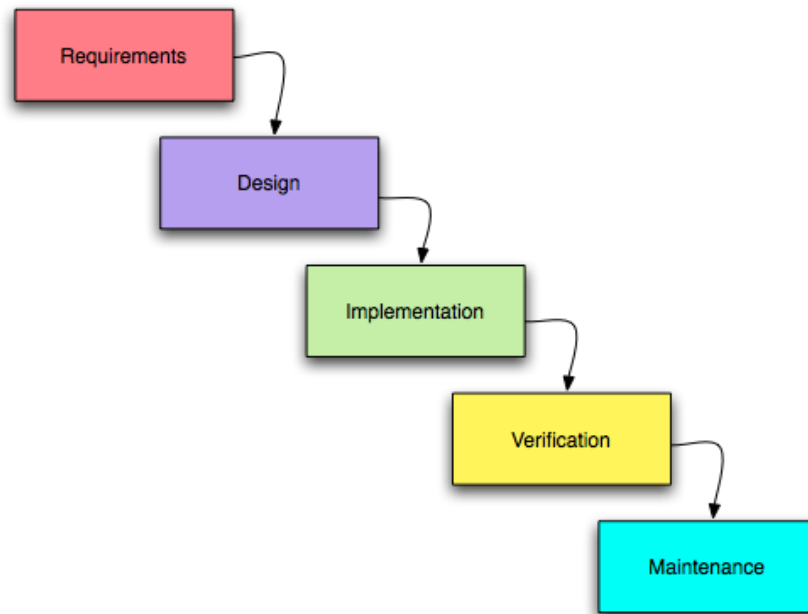 Requirements
Design
Implementation
Verification
Maintenance